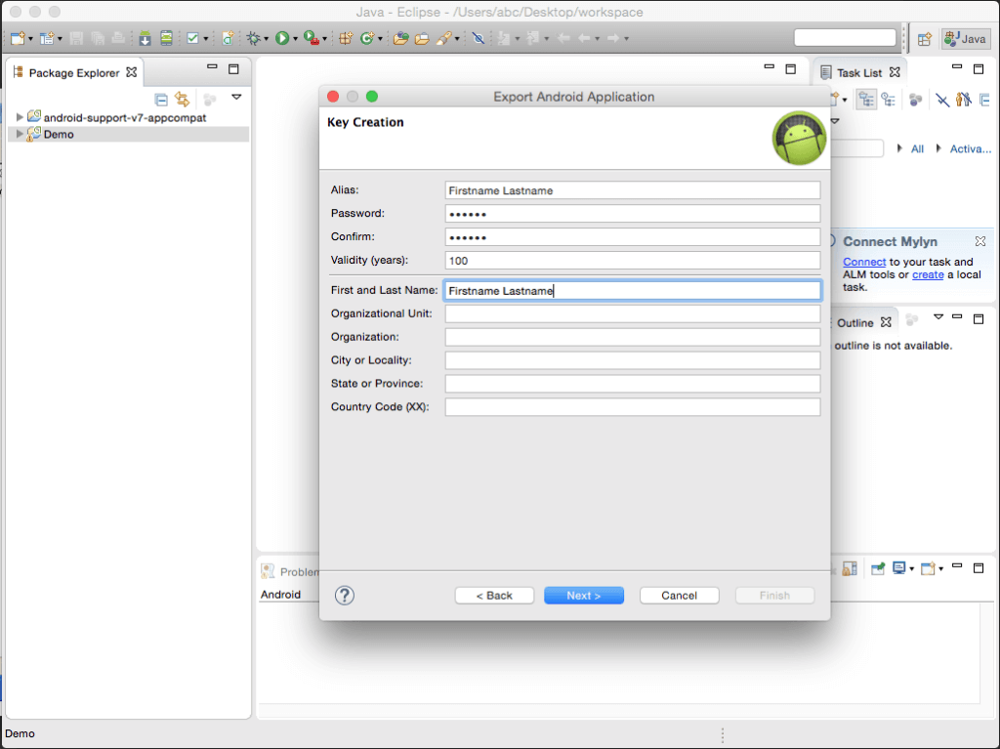 Java - Eclipse - /Users/abc/Desktop/workspace
Java
Package Explorer
Task List
android-support-v7-appcompat
Demo
All
Activa...
Connect Mylyn
Connect to your task and
ALM tools or create a local
task.
Outline
outline is not available.
Export Android Application
Key Creation
Alias: Firstname Lastname
Password: ••••••
Confirm: ••••••
Validity (years): 100
First and Last Name: Firstname Lastname
Organizational Unit:
Organization:
City or Locality:
State or Province:
Country Code (XX):
?
< Back
Next >
Cancel
Finish
Problem
Android
Demo